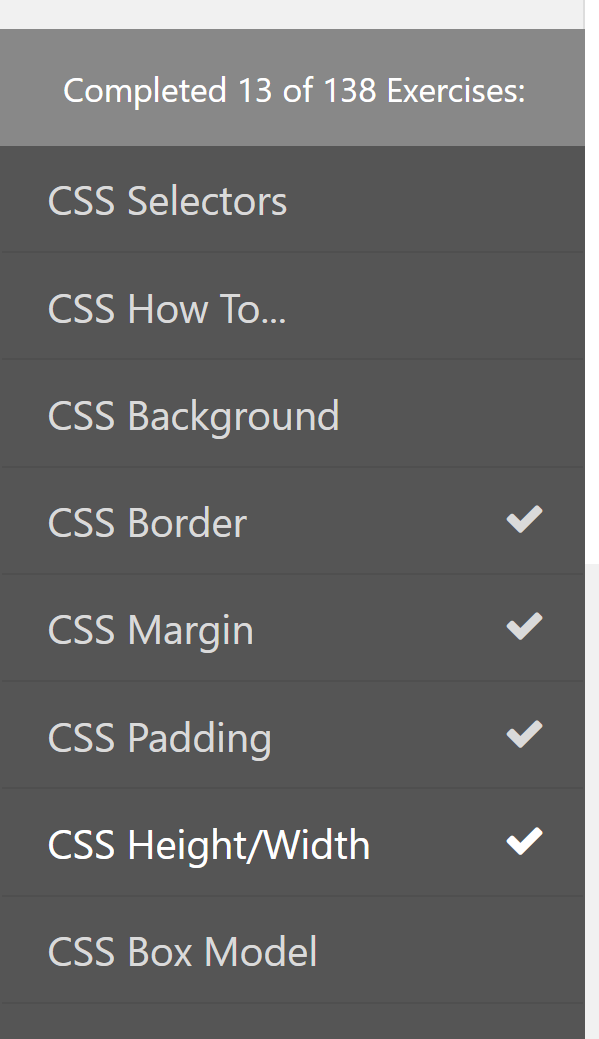 Completed 13 of 138 Exercises:
CSS Selectors
CSS How To...
CSS Background
CSS Border
CSS Margin
CSS Padding
CSS Height/Width
CSS Box Model